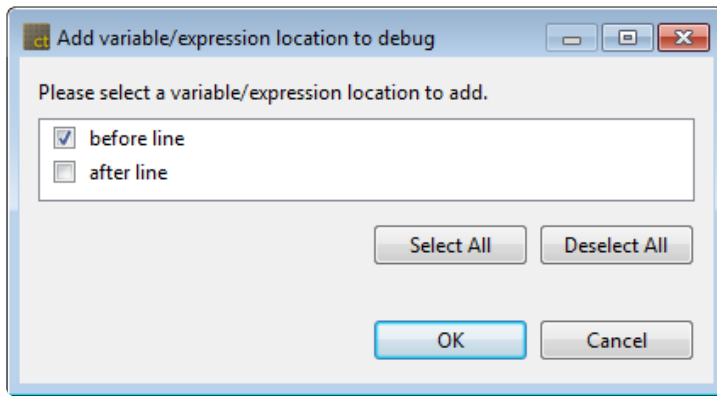 ct Add variable/expression location to debug
Please select a variable/expression location to add.
before line
after line
Select All Deselect All
OK Cancel